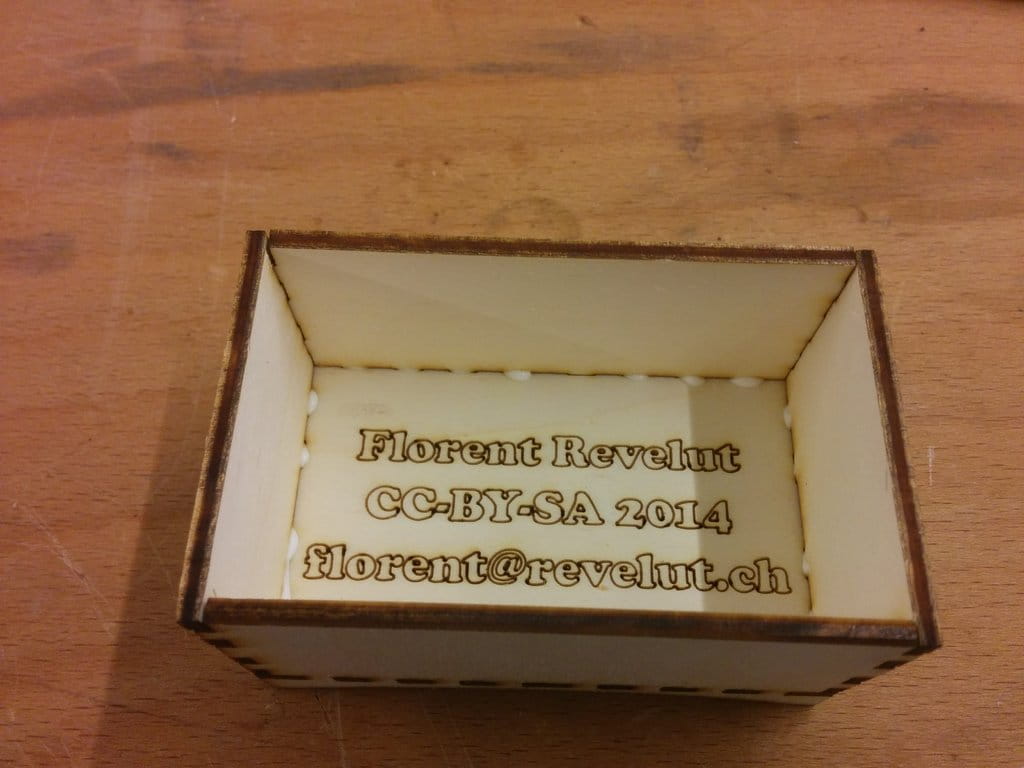 Florent Revelut
CC-BY-SA 2014
florent@revelut.ch